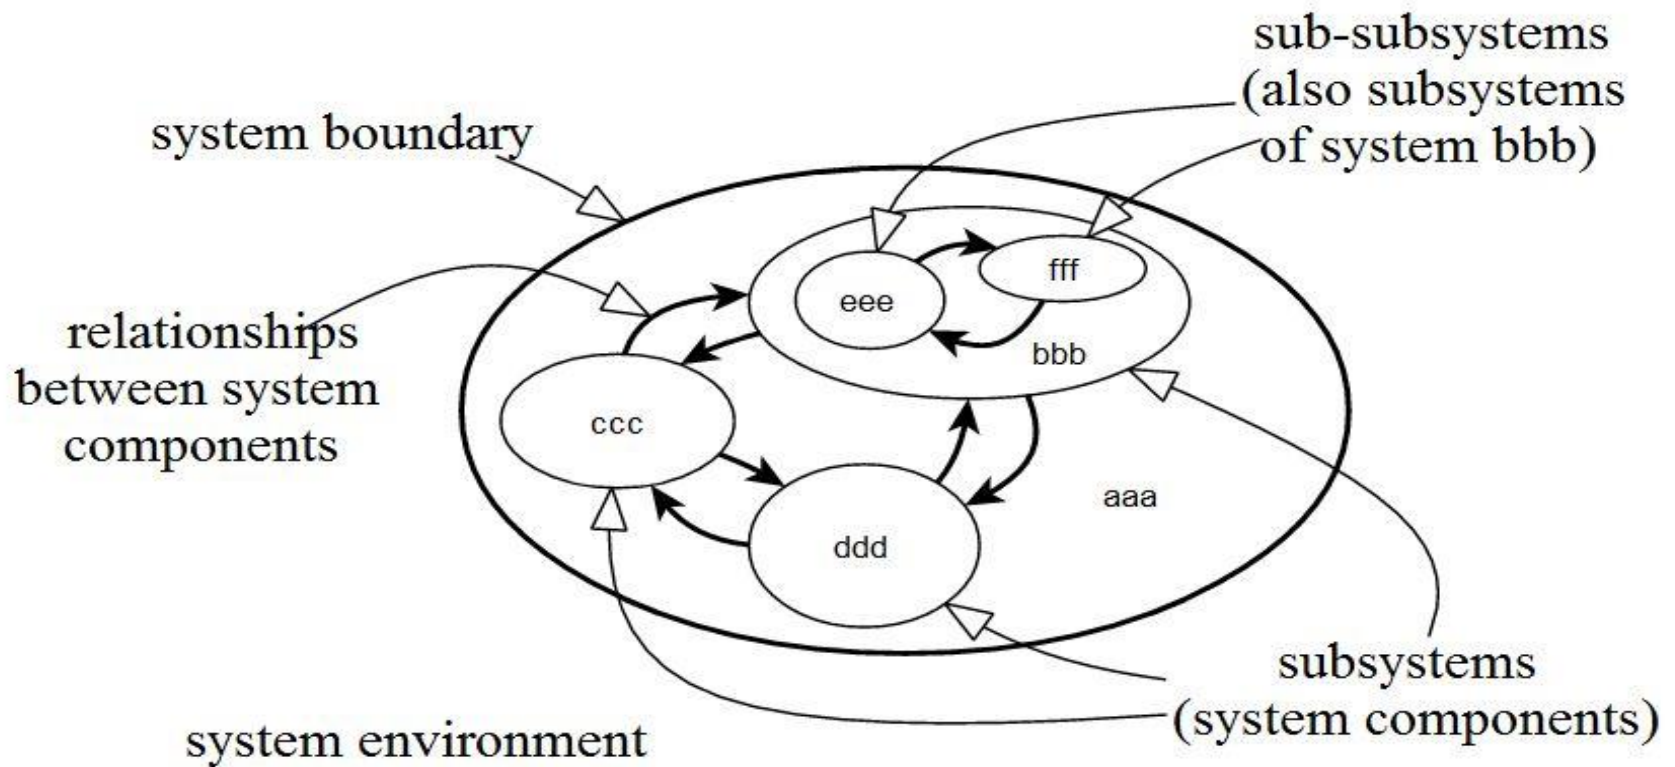 sub-subsystems
(also subsystems
of system bbb)
system boundary
relationships
between system
components
eee
fff
bbb
ccc
aaa
ddd
subsystems
(system components)
system environment